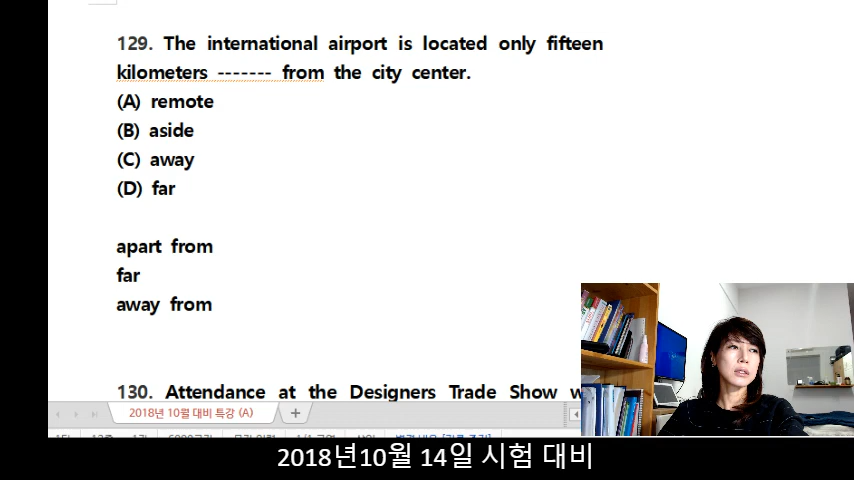 129. The international airport is located only fifteen
kilometers ------- from the city center.
(A) remote
(B) aside
(C) away
(D) far
apart from
far
away from
130. Attendance at the Designers Trade Show
2018년 10월 대비 특강 (A)
2018년10월 14일 시험 대비